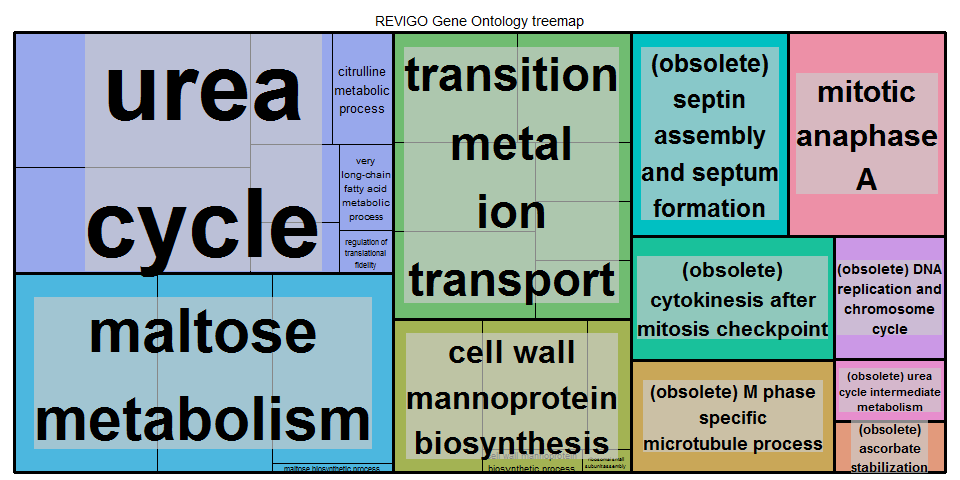 REVIGO Gene Ontology treemap
urea
cycle
citrulline
metabolic
process
very
long-chain
fatty acid
metabolic
process
regulation of
translational
fidelity
maltose
metabolism
maltose biosynthetic process
transition
metal
ion
transport
cell wall
mannoprotein
biosynthesis
cell wall mannoprotein
biosynthetic process
subunit assembly
(obsolete)
septin
assembly
and septum
formation
mitotic
anaphase
A
(obsolete)
cytokinesis after
mitosis checkpoint
(obsolete) DNA
replication and
chromosome
cycle
(obsolete) M phase
specific
microtubule process
(obsolete) urea
cycle intermediate
metabolism
(obsolete)
ascorbate
stabilization